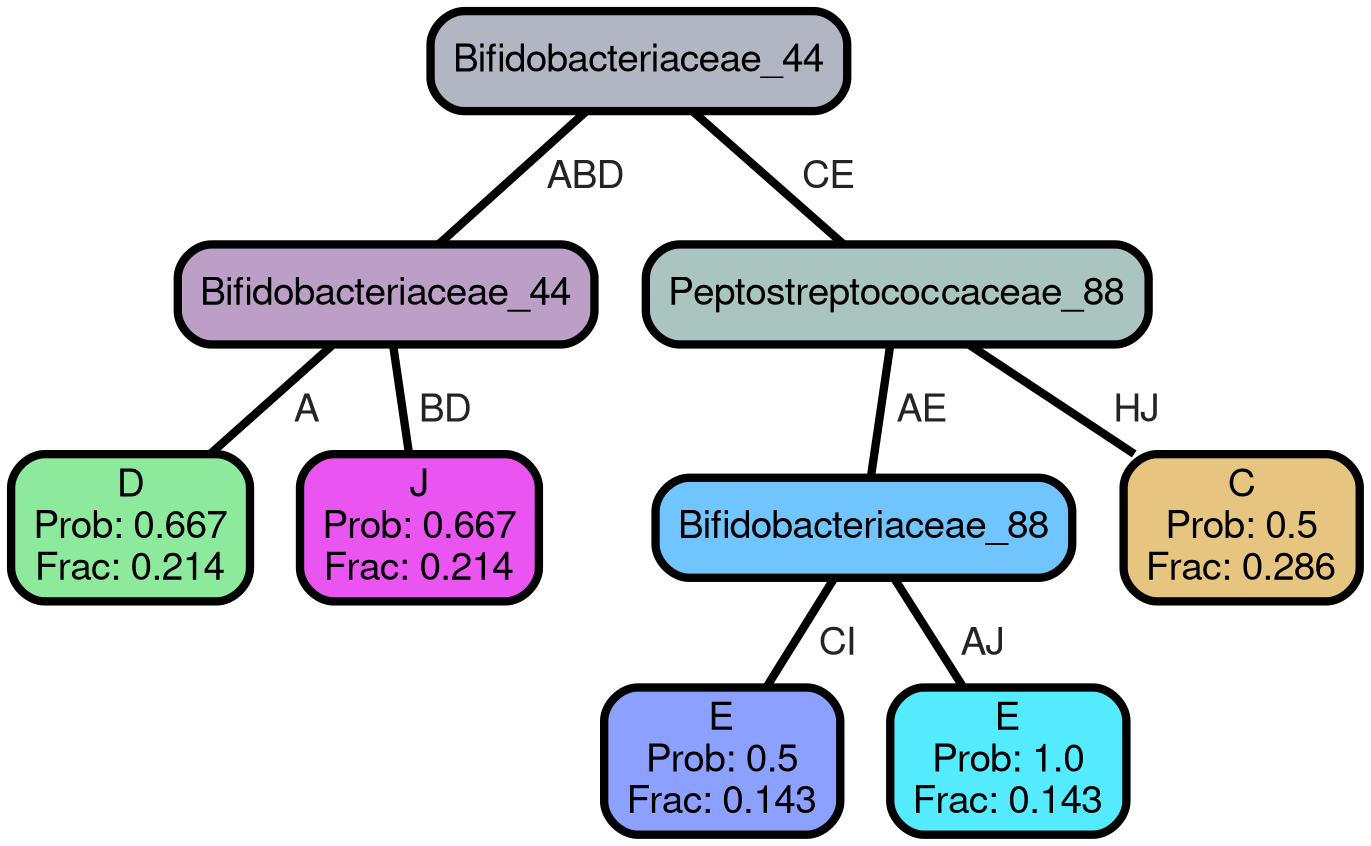 Bifidobacteriaceae_44
ABD
CE
Bifidobacteriaceae_44
Peptostreptococcaceae_88
A
BD
AE
HJ
D
Prob: 0.667
Frac: 0.214
J
Prob: 0.667
Frac: 0.214
Bifidobacteriaceae_88
C
Prob: 0.5
Frac: 0.286
CI
AJ
E
Prob: 0.5
Frac: 0.143
E
Prob: 1.0
Frac: 0.143